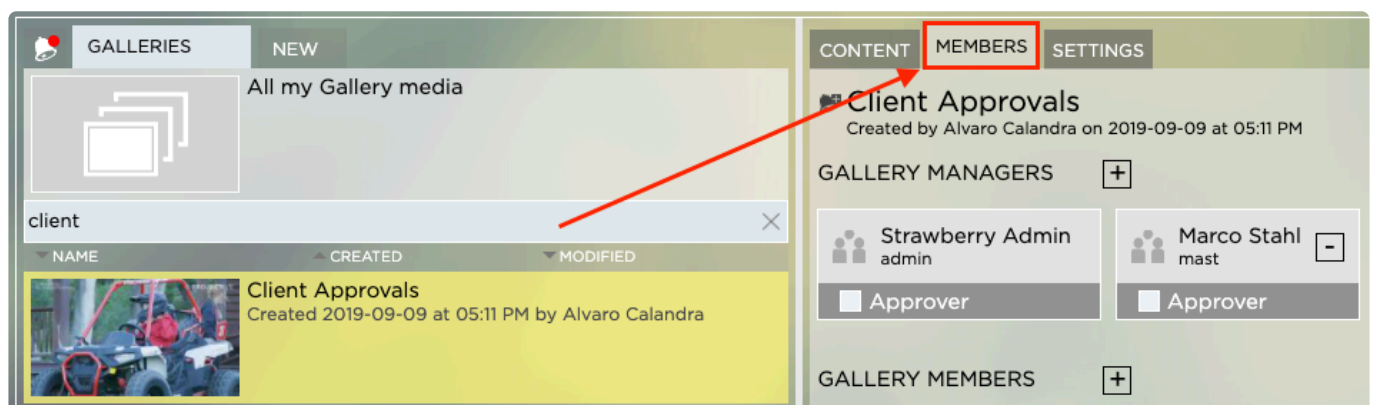 GALLERIES
NEW
All my Gallery media
client
NAME
CREATED
MODIFIED
Client Approvals
Created 2019-09-09 at 05:11 PM by Alvaro Calandra
CONTENT
MEMBERS
SETTINGS
Client Approvals
Created by Alvaro Calandra on 2019-09-09 at 05:11 PM
GALLERY MANAGERS
Strawberry Admin
admin
Approver
Marco Stahl
mast
Approver
GALLERY MEMBERS